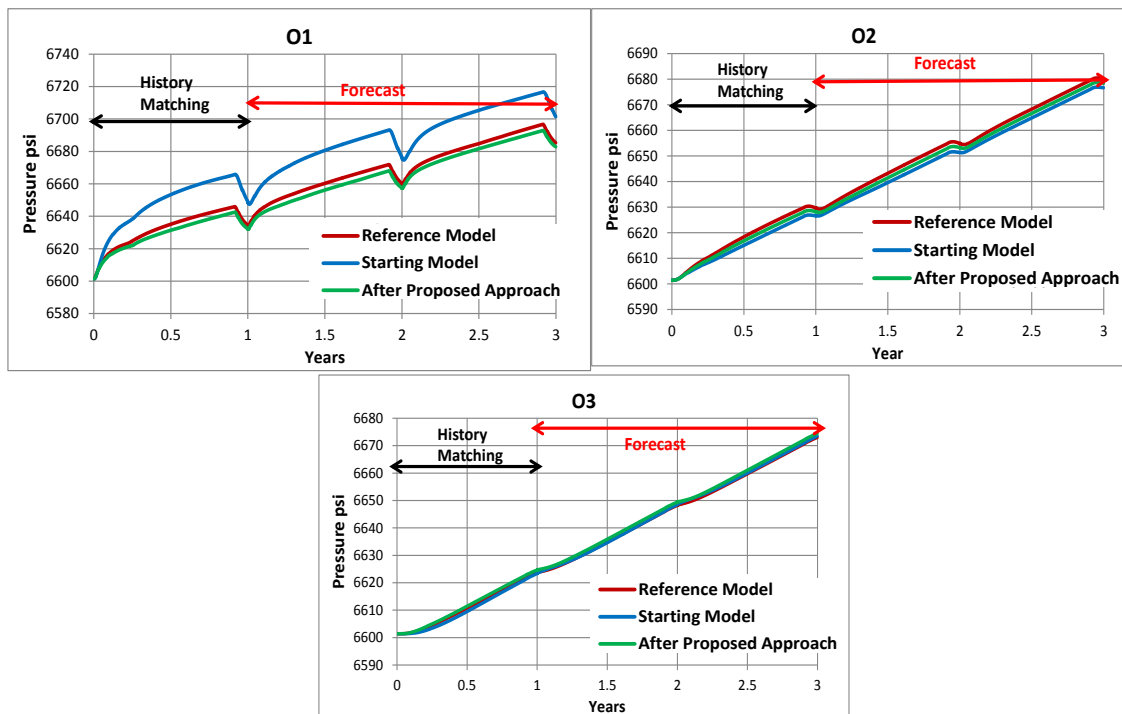 O1
6740
6720
6700
6680
6660
6640
6620
6600
6580
Pressure psi
History
Matching
Forecast
Reference Model
Starting Model
After Proposed Approach
0 0.5 1 1.5 2 2.5 3
Years
O2
6690
6680
6670
6660
6650
6640
6630
6620
6610
6600
6590
Pressure psi
History
Matching
Forecast
Reference Model
Starting Model
After Proposed Approach
0 0.5 1 1.5 2 2.5 3
Year
O3
6680
6670
6660
6650
6640
6630
6620
6610
6600
6590
Pressure psi
History
Matching
Forecast
Reference Model
Starting Model
After Proposed Approach
0 0.5 1 1.5 2 2.5 3
Years